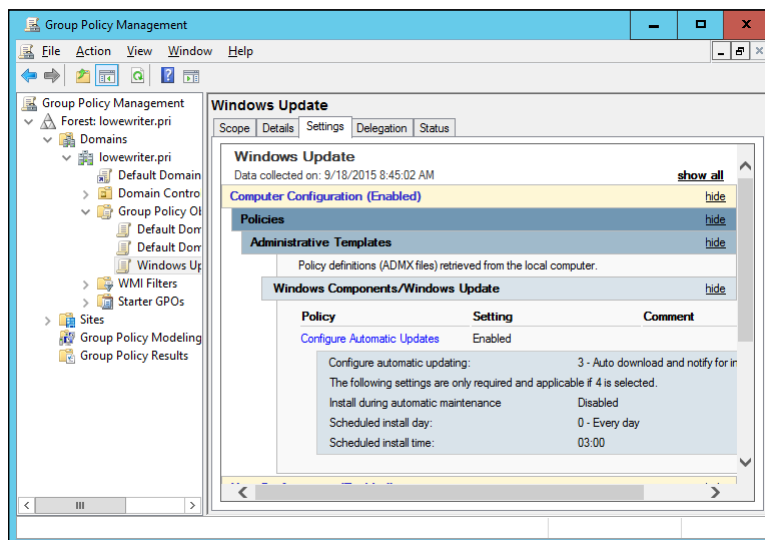 Group Policy Management
File Action View Window Help
Group Policy Management
Forest: lowewriter.pri
Domains
lowewriter.pri
Default Domain
Domain Contro
Group Policy Ob
Default Dom
Default Dom
Windows Up
WMI Filters
Starter GPOs
Sites
Group Policy Modeling
Group Policy Results
Windows Update
Scope Details Settings Delegation Status
Windows Update
Data collected on: 9/18/2015 8:45:02 AM show all
Computer Configuration (Enabled) hide
Policies hide
Administrative Templates hide
Policy definitions (ADMX files) retrieved from the local computer.
Windows Components/Windows Update hide
Policy Setting Comment
Configure Automatic Updates Enabled
Configure automatic updating: 3 - Auto download and notify for in
The following settings are only required and applicable if 4 is selected.
Install during automatic maintenance Disabled
Scheduled install day: 0 - Every day
Scheduled install time: 03:00